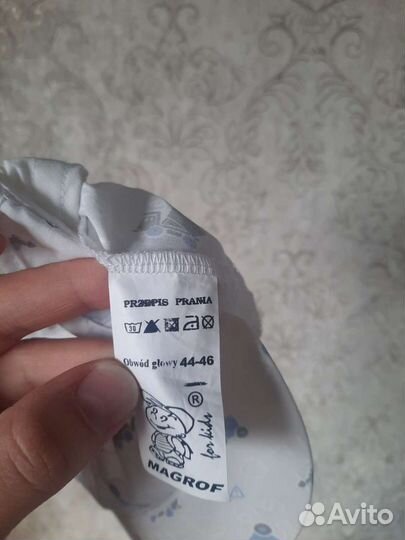 PRZEPIS PRANIA
30
Obwód głowy 44-46
®
for kids
MAGROF
Avito